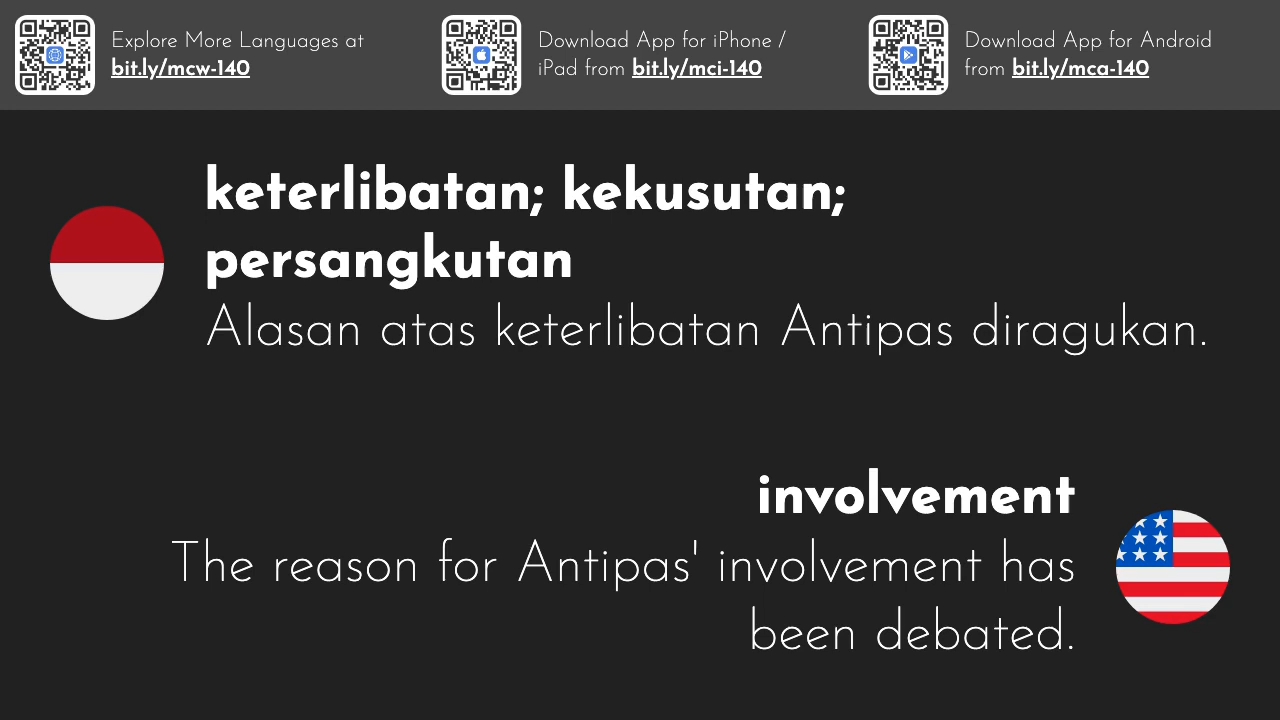 Explore More Languages at
bit.ly/mcw-140
Download App for iPhone /
iPad from bit.ly/mci-140
Download App for Android
from bit.ly/mca-140
keterlibatan; kekusutan;
persangkutan
Alasan atas keterlibatan Antipas diragukan.
involvement
The reason for Antipas' involvement has
been debated.